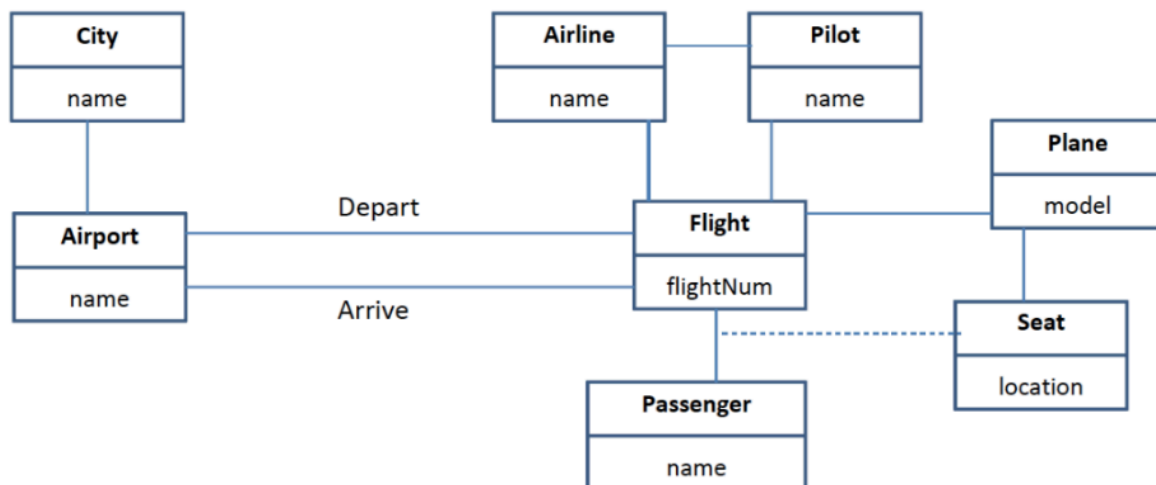 City
name
Airline
name
Pilot
name
Plane
model
Airport
name
Depart
Arrive
Flight
flightNum
Seat
location
Passenger
name